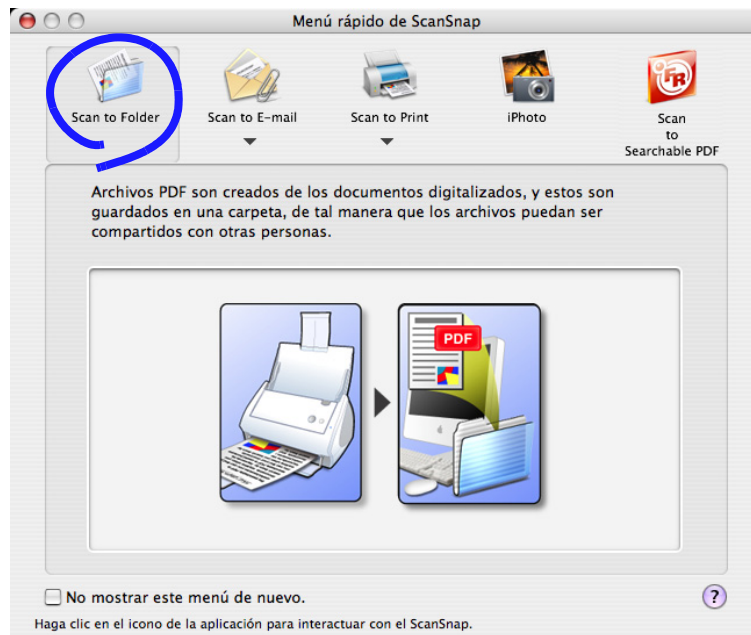 Menú rápido de ScanSnap
Scan to Folder
Scan to E-mail
Scan to Print
iPhoto
Scan
to
Searchable PDF
Archivos PDF son creados de los documentos digitalizados, y estos son
guardados en una carpeta, de tal manera que los archivos puedan ser
compartidos con otras personas.
PDF
No mostrar este menú de nuevo.
?
Haga clic en el icono de la aplicación para interactuar con el ScanSnap.